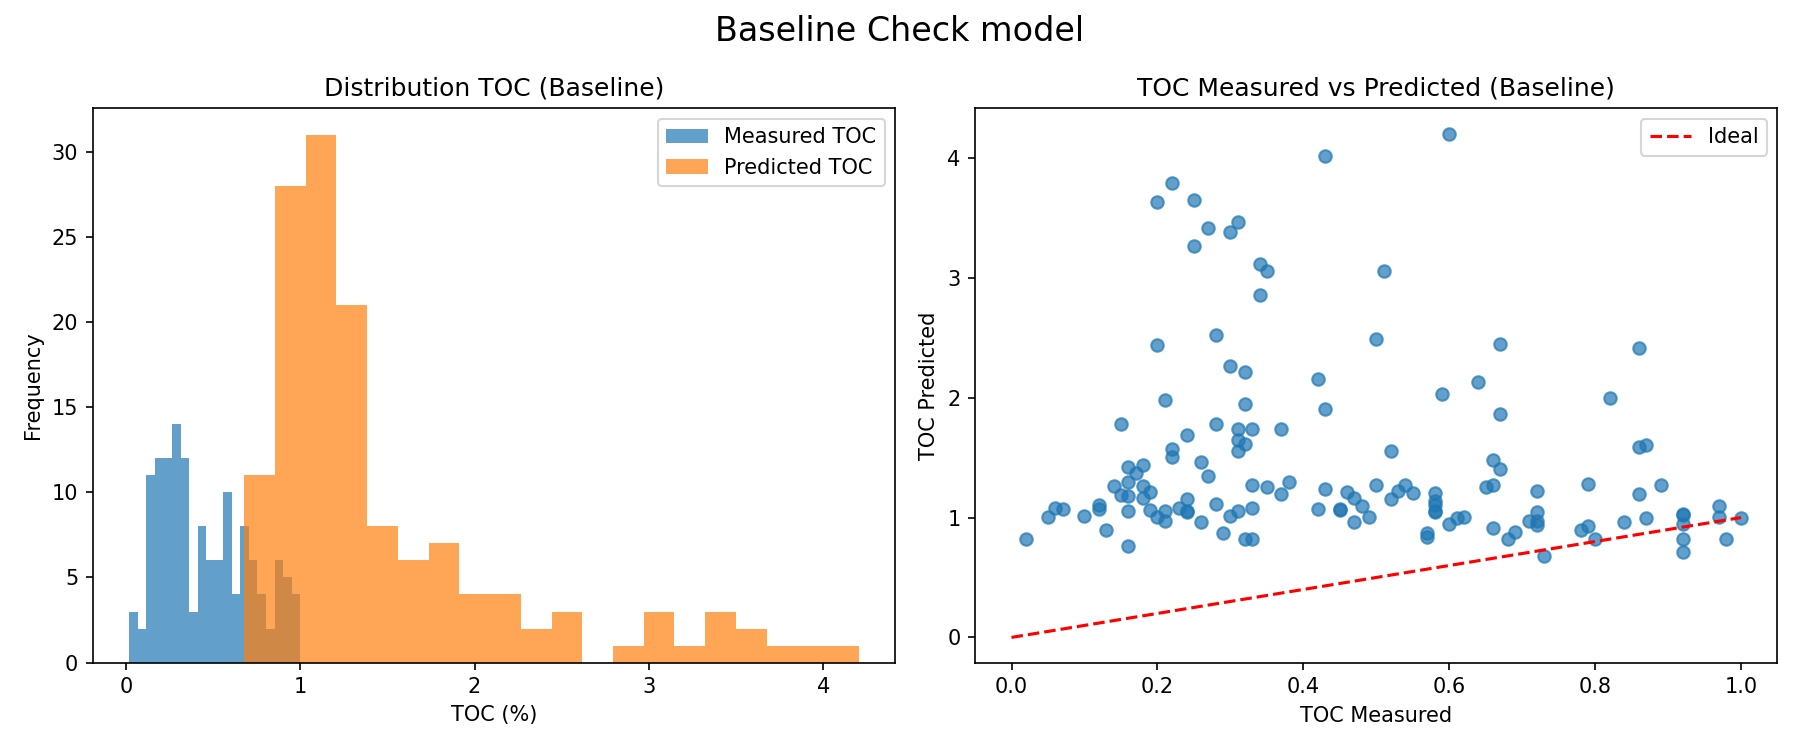 Baseline Check model
Distribution TOC (Baseline)
Measured TOC
Predicted TOC
Frequency
30
25
20
15
10
5
0
0 1 2 3 4
TOC (%)
TOC Measured vs Predicted (Baseline)
Ideal
TOC Predicted
4
3
2
1
0
0.0 0.2 0.4 0.6 0.8 1.0
TOC Measured